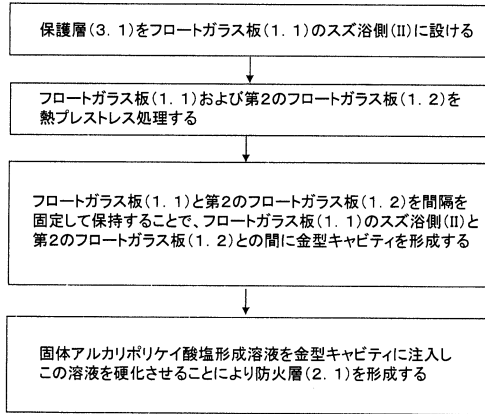 保護層(3. 1)をフロートガラス板(1. 1)のスズ浴側(II)に設ける
フロートガラス板(1. 1)および第2のフロートガラス板(1. 2)を
熱プレストレス処理する
フロートガラス板(1. 1)と第2のフロートガラス板(1. 2)を間隔を
固定して保持することで、フロートガラス板(1. 1)のスズ浴側(II)と
第2のフロートガラス板(1. 2)との間に金型キャビティを形成する
固体アルカリポリケイ酸塩形成溶液を金型キャビティに注入し
この溶液を硬化させることにより防火層(2. 1)を形成する